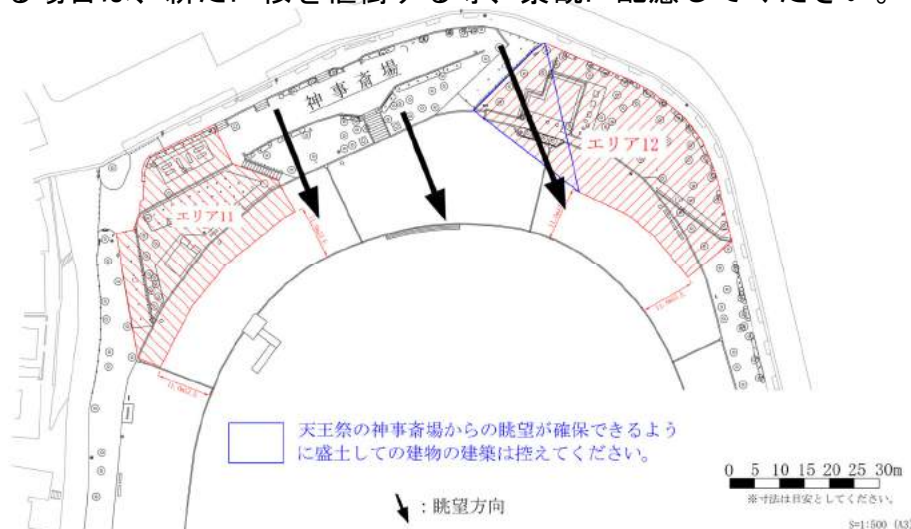 る場合は、新たに桜を植樹する等、景観に配慮してください。
神事斎場
エリア12
エリア11
天王祭の神事斎場からの眺望が確保できるよう
に盛土しての建物の建築は控えてください。
0 5 10 15 20 25 30m
※寸法は目安としてください。
:眺望方向
S=1:500 (A3)